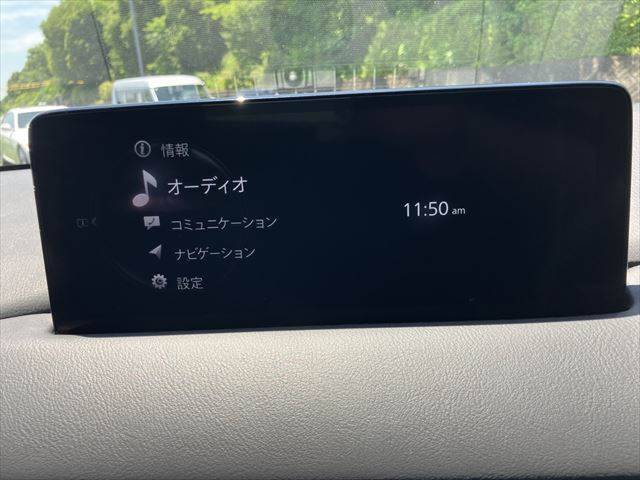 情報
オーディオ
コミュニケーション
ナビゲーション
設定
11:50 am